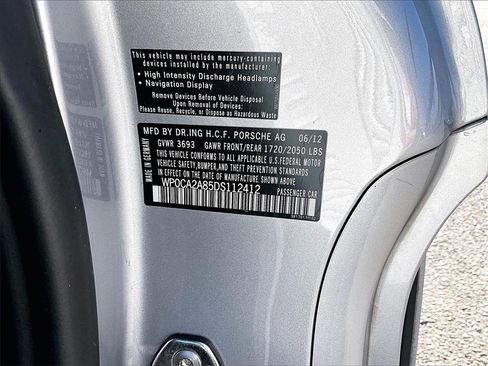 This vehicle may include mercury-containing
devices installed by the manufacturer:
• High Intensity Discharge Headlamps
• Navigation Display
Remove Devices Before Vehicle Disposal
Upon Removal of Devices
Please Reuse, Recycle or Dispose as Hazardous Waste
MADE IN GERMANY
MFD BY DR.ING H.C.F. PORSCHE AG 06/12
GVWR 3693 GAWR FRONT/REAR 1720/2050 LBS
THIS VEHICLE CONFORMS TO ALL APPLICABLE U.S.FEDERAL MOTOR
VEHICLE SAFETY,BUMPER,AND THEFT PREVENTION STANDARDS
IN EFFECT ON THE DATE OF MANUFACTURE SHOWN ABOVE.
WP0CA2A85DS112412 PASSENGER CAR